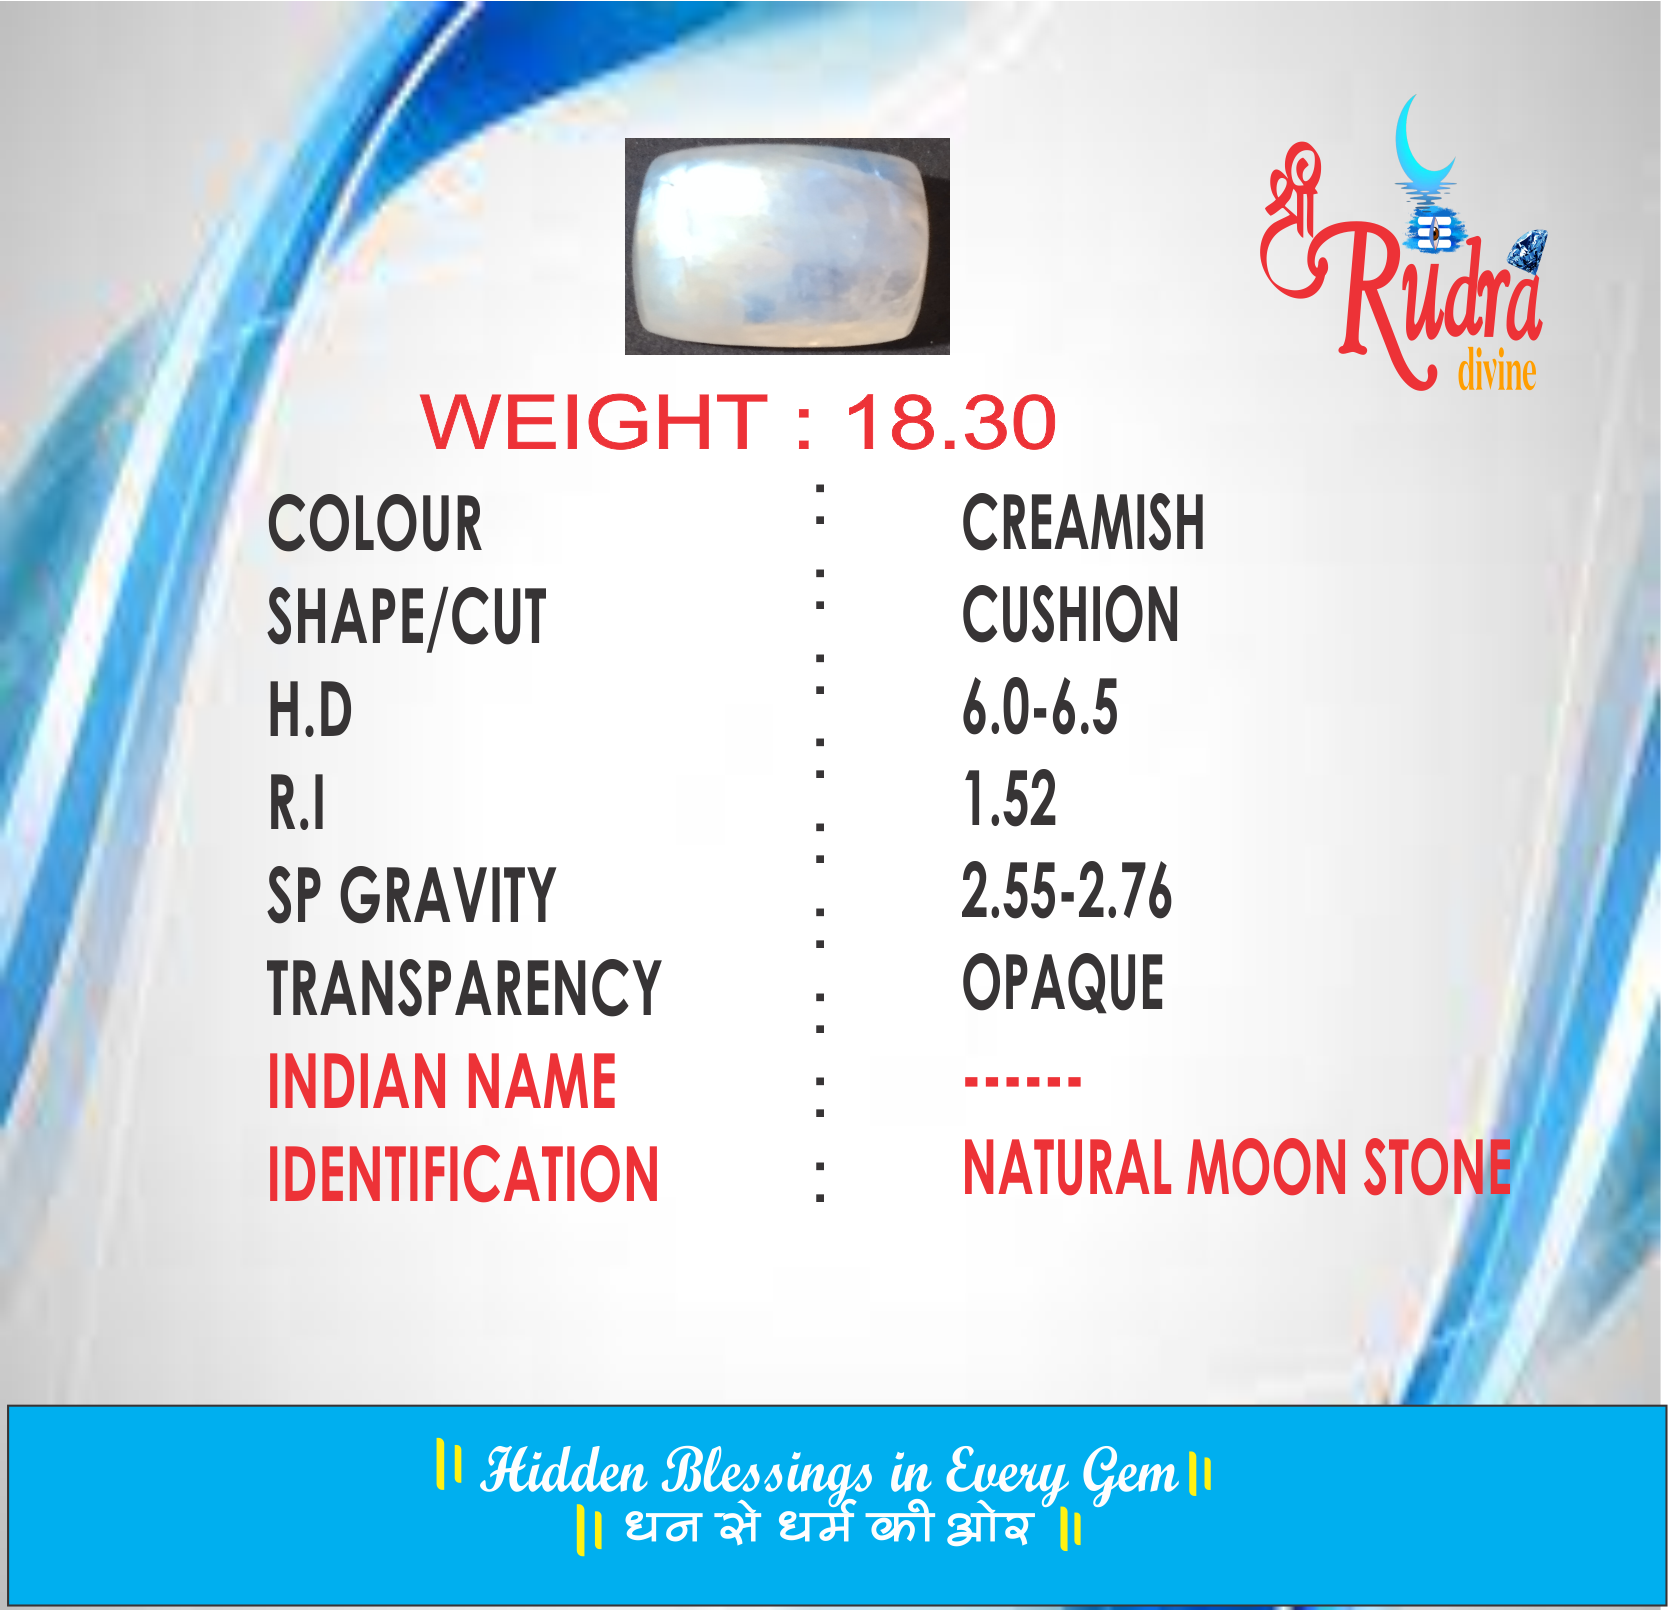 श्री
Rudra
divine
WEIGHT : 18.30
COLOUR : CREAMISH
SHAPE/CUT : CUSHION
H.D : 6.0-6.5
R.I : 1.52
SP GRAVITY : 2.55-2.76
TRANSPARENCY : OPAQUE
INDIAN NAME : ------
IDENTIFICATION : NATURAL MOON STONE
|| Hidden Blessings in Every Gem ||
|| धन से धर्म की ओर ||